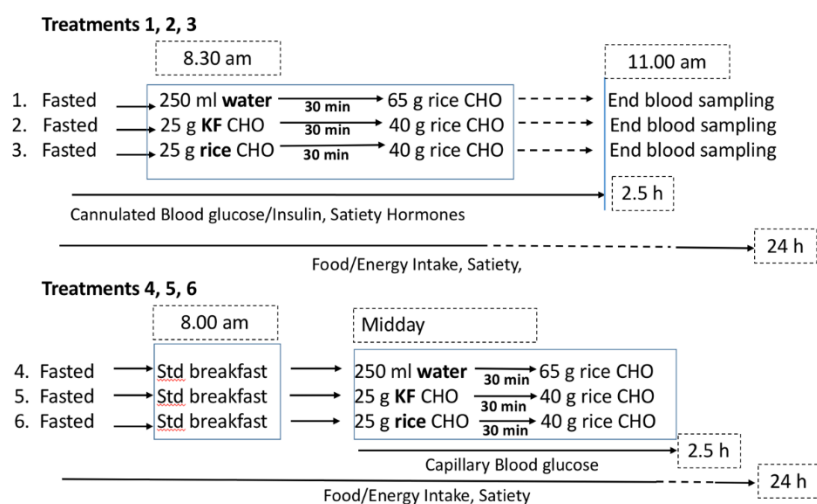 Treatments 1, 2, 3
8.30 am
11.00 am
1. Fasted 250 ml water 30 min 65 g rice CHO End blood sampling
2. Fasted 25 g KF CHO 30 min 40 g rice CHO End blood sampling
3. Fasted 25 g rice CHO 30 min 40 g rice CHO End blood sampling
2.5 h
Cannulated Blood glucose/Insulin, Satiety Hormones
24 h
Food/Energy Intake, Satiety,
Treatments 4, 5, 6
8.00 am
Midday
4. Fasted Std breakfast 250 ml water 30 min 65 g rice CHO
5. Fasted Std breakfast 25 g KF CHO 30 min 40 g rice CHO
6. Fasted Std breakfast 25 g rice CHO 30 min 40 g rice CHO
2.5 h
Capillary Blood glucose
24 h
Food/Energy Intake, Satiety